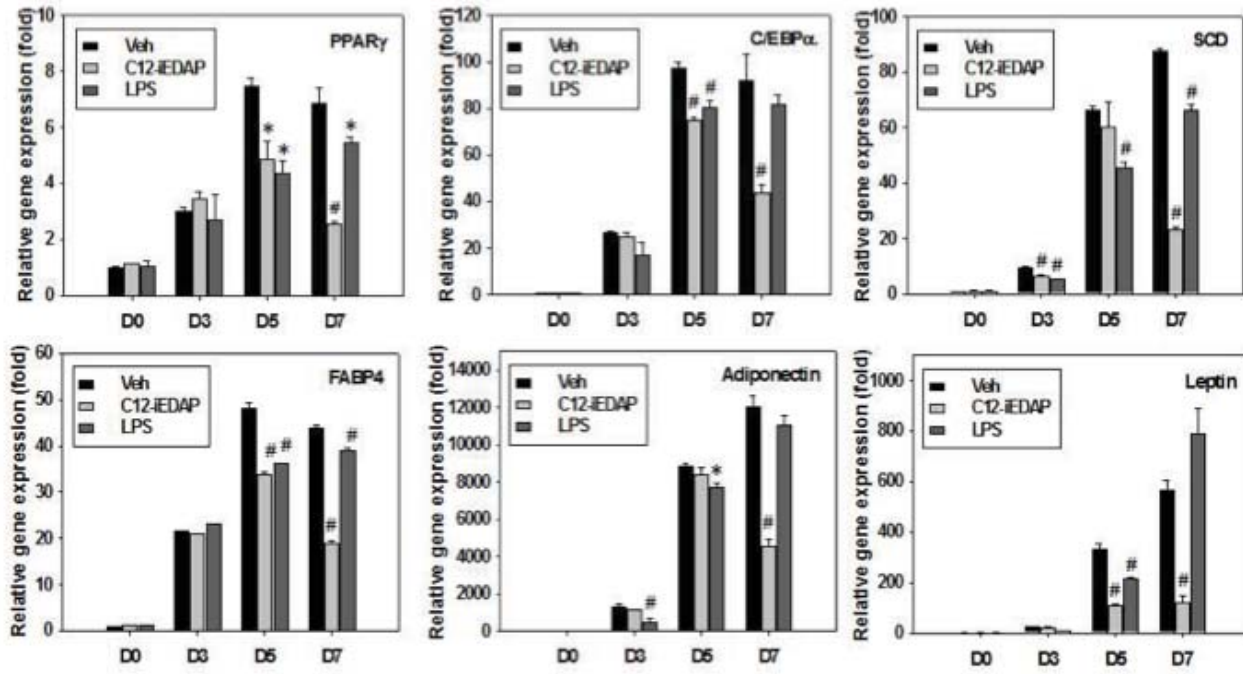 Relative gene expression (fold)
10
8
6
4
2
0
Veh
C12-iEDAP
LPS
PPARγ
*
*
#
*
D0 D3 D5 D7
Relative gene expression (fold)
120
100
80
60
40
20
0
Veh
C12-iEDAP
LPS
C/EBPα.
# #
#
D0 D3 D5 D7
Relative gene expression (fold)
100
80
60
40
20
0
Veh
C12-iEDAP
LPS
SCD
# #
#
#
#
D0 D3 D5 D7
Relative gene expression (fold)
60
50
40
30
20
10
0
Veh
C12-iEDAP
LPS
FABP4
# #
#
#
D0 D3 D5 D7
Relative gene expression (fold)
14000
12000
10000
8000
6000
4000
2000
0
Veh
C12-iEDAP
LPS
Adiponectin
#
*
#
D0 D3 D5 D7
Relative gene expression (fold)
1000
800
600
400
200
0
Veh
C12-iEDAP
LPS
Leptin
#
#
#
D0 D3 D5 D7